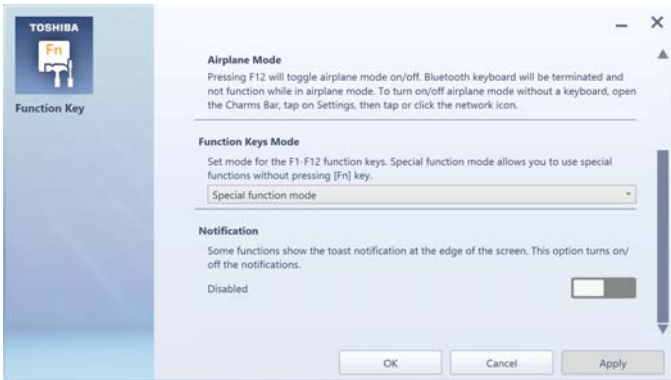 TOSHIBA
Fn
Function Key
Airplane Mode
Pressing F12 will toggle airplane mode on/off. Bluetooth keyboard will be terminated and
not function while in airplane mode. To turn on/off airplane mode without a keyboard, open
the Charms Bar, tap on Settings, then tap or click the network icon.
Function Keys Mode
Set mode for the F1-F12 function keys. Special function mode allows you to use special
functions without pressing [Fn] key.
Special function mode
Notification
Some functions show the toast notification at the edge of the screen. This option turns on/
off the notifications.
Disabled
OK
Cancel
Apply